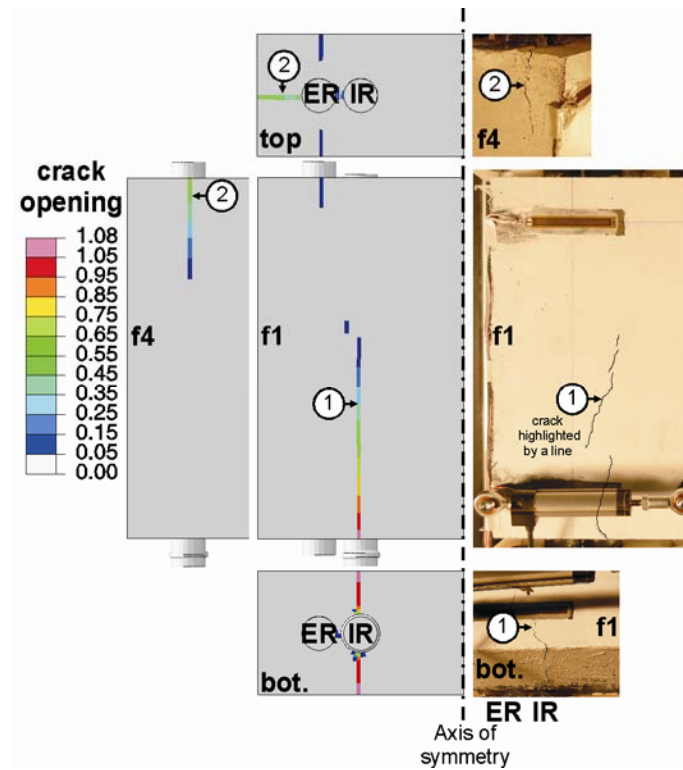 2
ER IR
top
2
f4
crack
opening
1.08
1.05
0.95
0.85
0.75
0.65
0.55
0.45
0.35
0.25
0.15
0.05
0.00
2
f4
f1
1
f1
1
crack
highlighted
by a line
ER IR
bot.
1
f1
bot.
ER IR
Axis of
symmetry